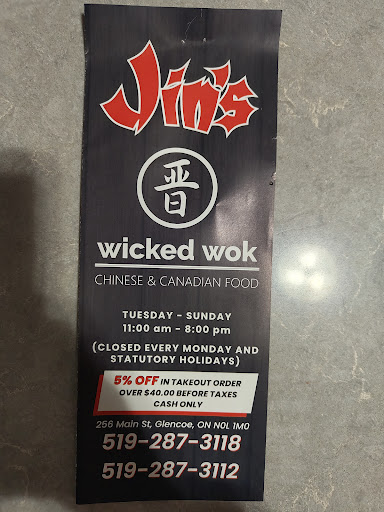 Jin's
晋
wicked wok
CHINESE & CANADIAN FOOD
TUESDAY - SUNDAY
11:00 am - 8:00 pm
(CLOSED EVERY MONDAY AND
STATUTORY HOLIDAYS)
5% OFF IN TAKEOUT ORDER
OVER $40.00 BEFORE TAXES
CASH ONLY
256 Main St, Glencoe, ON N0L 1M0
519-287-3118
519-287-3112